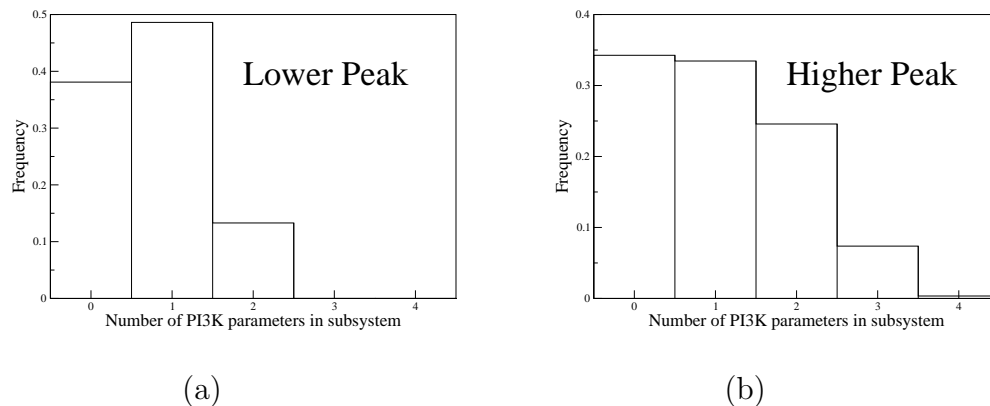 0.5
0.4
0.3
0.2
0.1
0
Frequency
Lower Peak
0 1 2 3 4
Number of PI3K parameters in subsystem
(a)
0.4
0.3
0.2
0.1
0
Frequency
Higher Peak
0 1 2 3 4
Number of PI3K parameters in subsystem
(b)